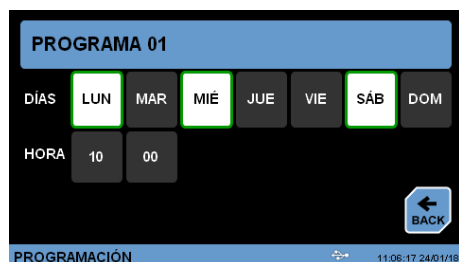 PROGRAMA 01
DÍAS LUN MAR MIÉ JUE VIE SÁB DOM
HORA 10 00
BACK
PROGRAMACIÓN 11:06:17 24/01/18